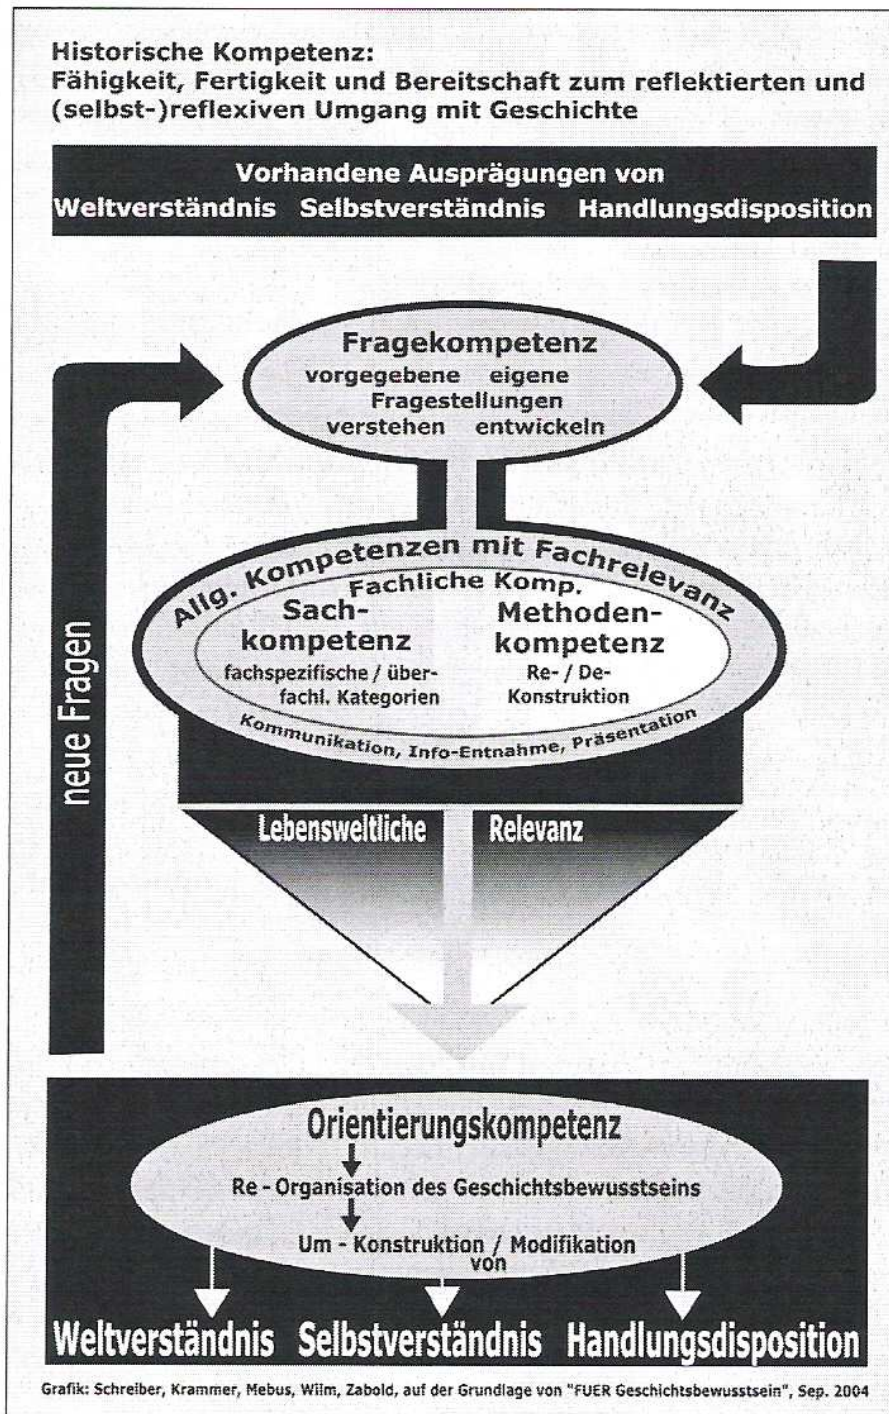 Historische Kompetenz:
Fähigkeit, Fertigkeit und Bereitschaft zum reflektierten und
(selbst-)reflexiven Umgang mit Geschichte
Vorhandene Ausprägungen von
Weltverständnis Selbstverständnis Handlungsdisposition
Fragekompetenz
vorgegebene eigene
Fragestellungen
verstehen entwickeln
Allg. Kompetenzen mit Fachrelevanz
Fachliche Komp.
Sach-
kompetenz
fachspezifische / über-
fachl. Kategorien
Methoden-
kompetenz
Re- / De-
Konstruktion
Kommunikation, Info-Entnahme, Präsentation
neue Fragen
Lebensweltliche Relevanz
Orientierungskompetenz
Re - Organisation des Geschichtsbewusstseins
Um - Konstruktion / Modifikation
von
Weltverständnis Selbstverständnis Handlungsdisposition
Grafik: Schreiber, Krammer, Mebus, Wilm, Zabold, auf der Grundlage von "FUER Geschichtsbewusstsein", Sep. 2004